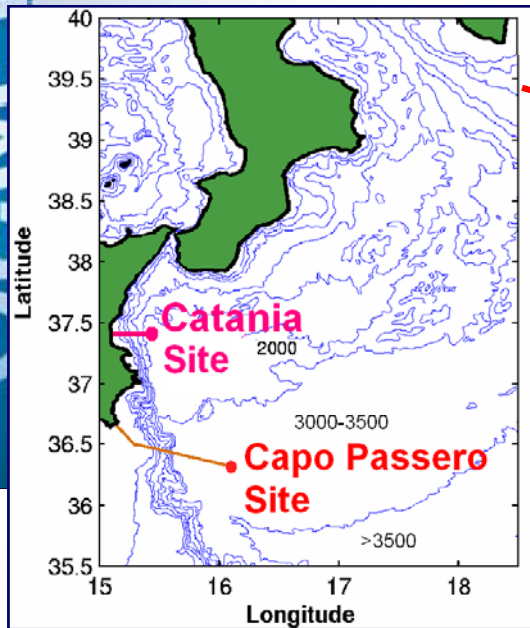 40
39.5
39
38.5
38
37.5
37
36.5
36
35.5
Latitude
Catania
Site
2000
3000-3500
Capo Passero
Site
>3500
15
16
17
18
Longitude